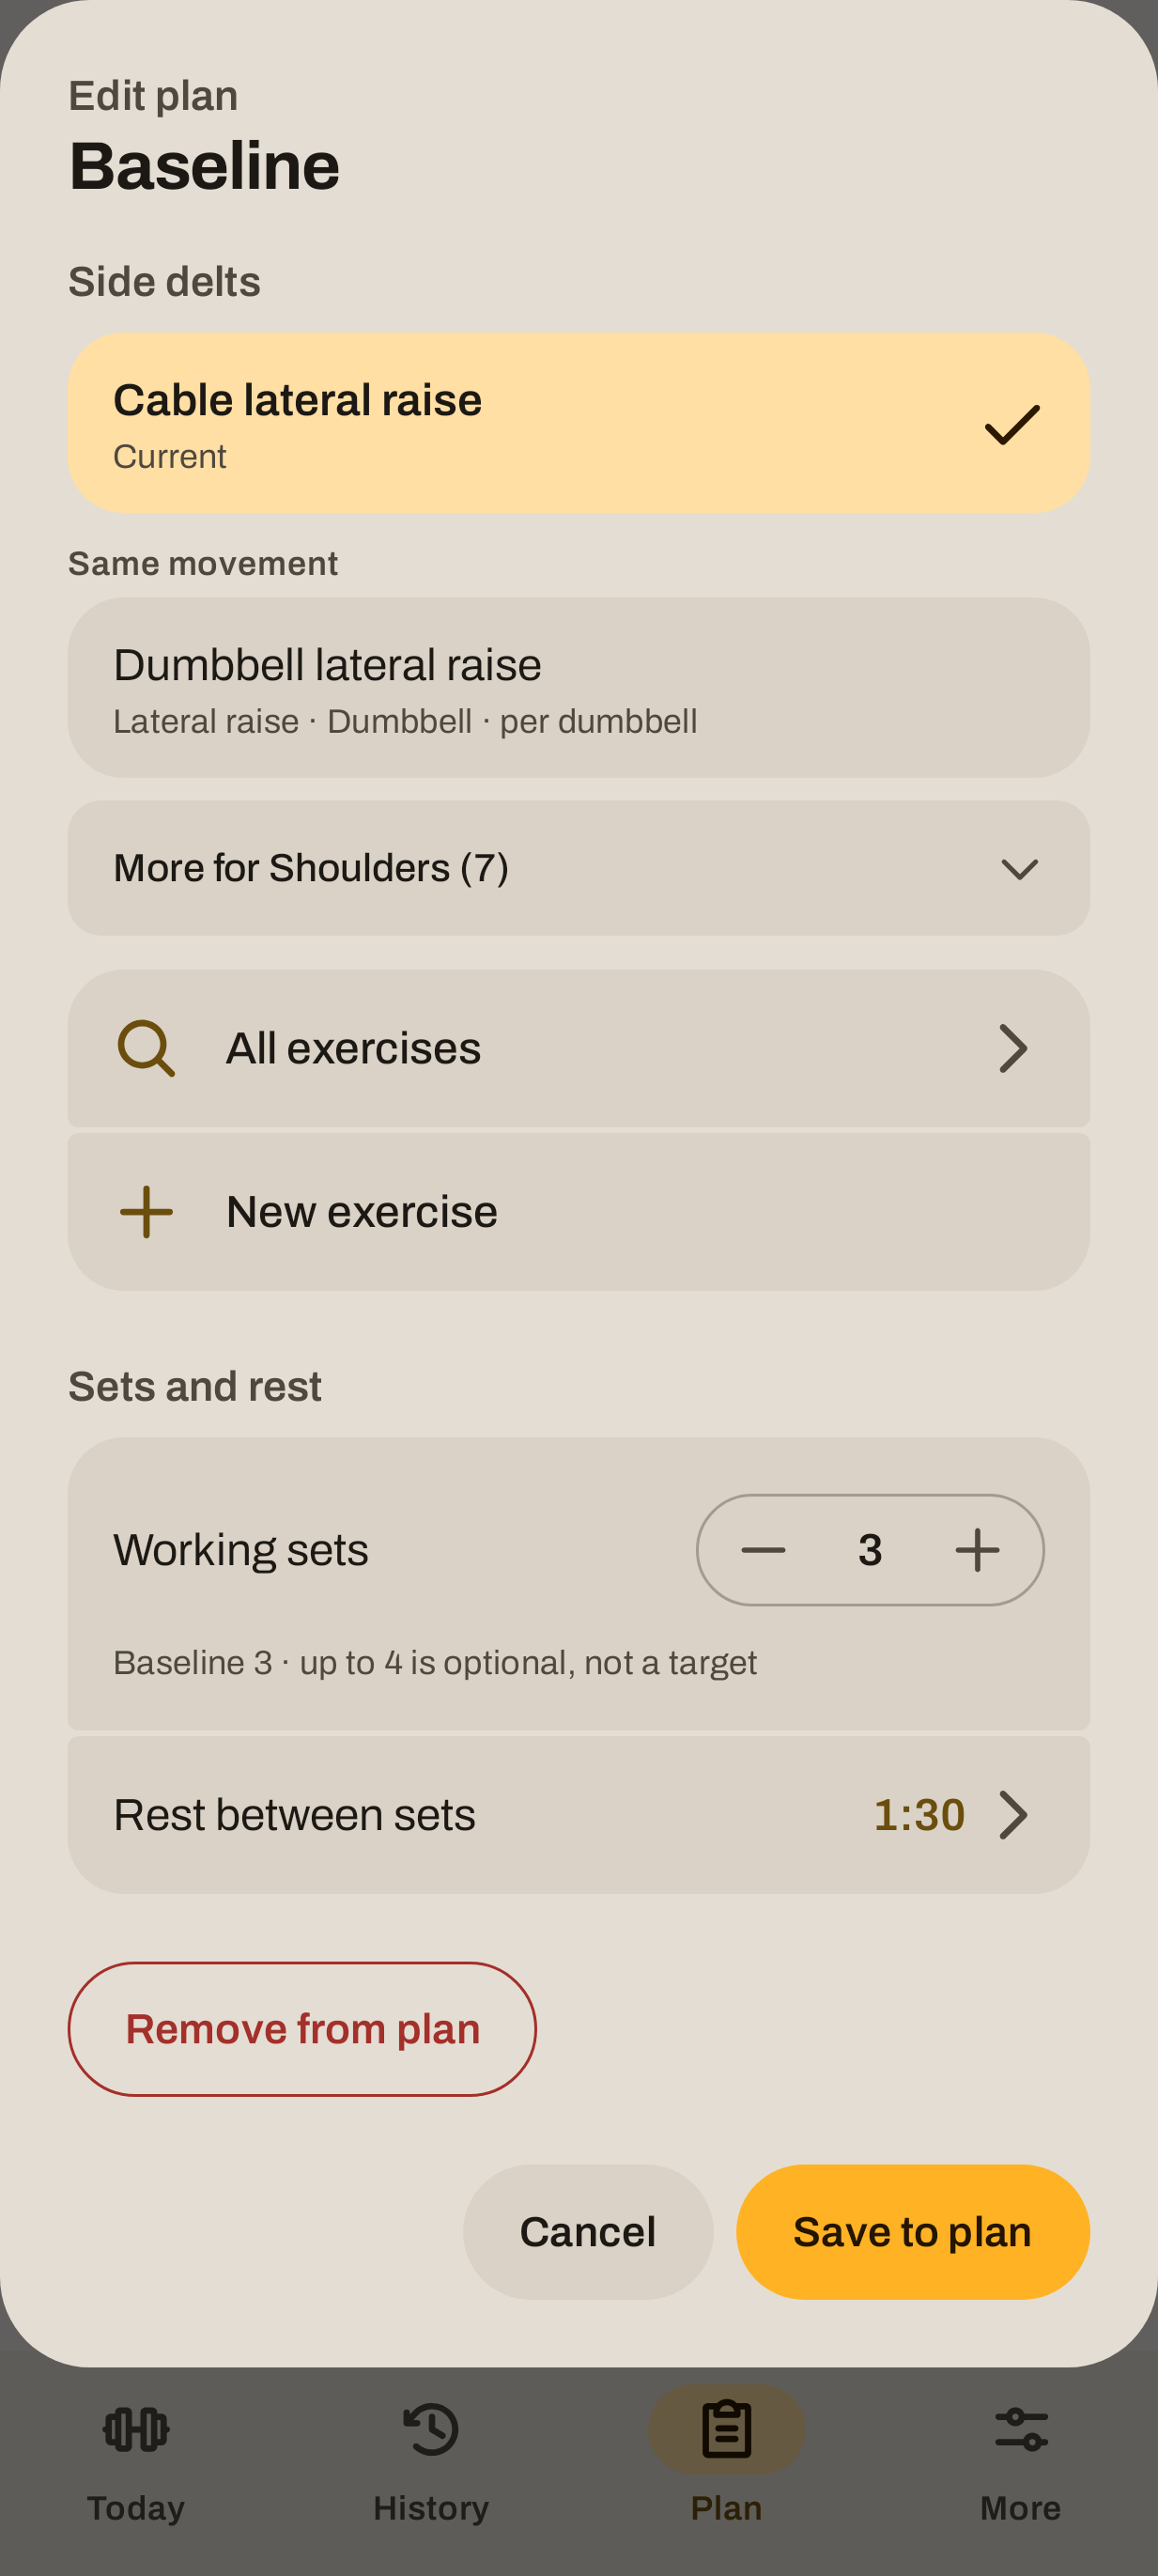 Edit plan
Baseline
Side delts
Cable lateral raise
Current
Same movement
Dumbbell lateral raise
Lateral raise · Dumbbell · per dumbbell
More for Shoulders (7)
All exercises
New exercise
Sets and rest
Working sets
3
Baseline 3 · up to 4 is optional, not a target
Rest between sets
1:30
Remove from plan
Cancel
Save to plan
Today
History
Plan
More